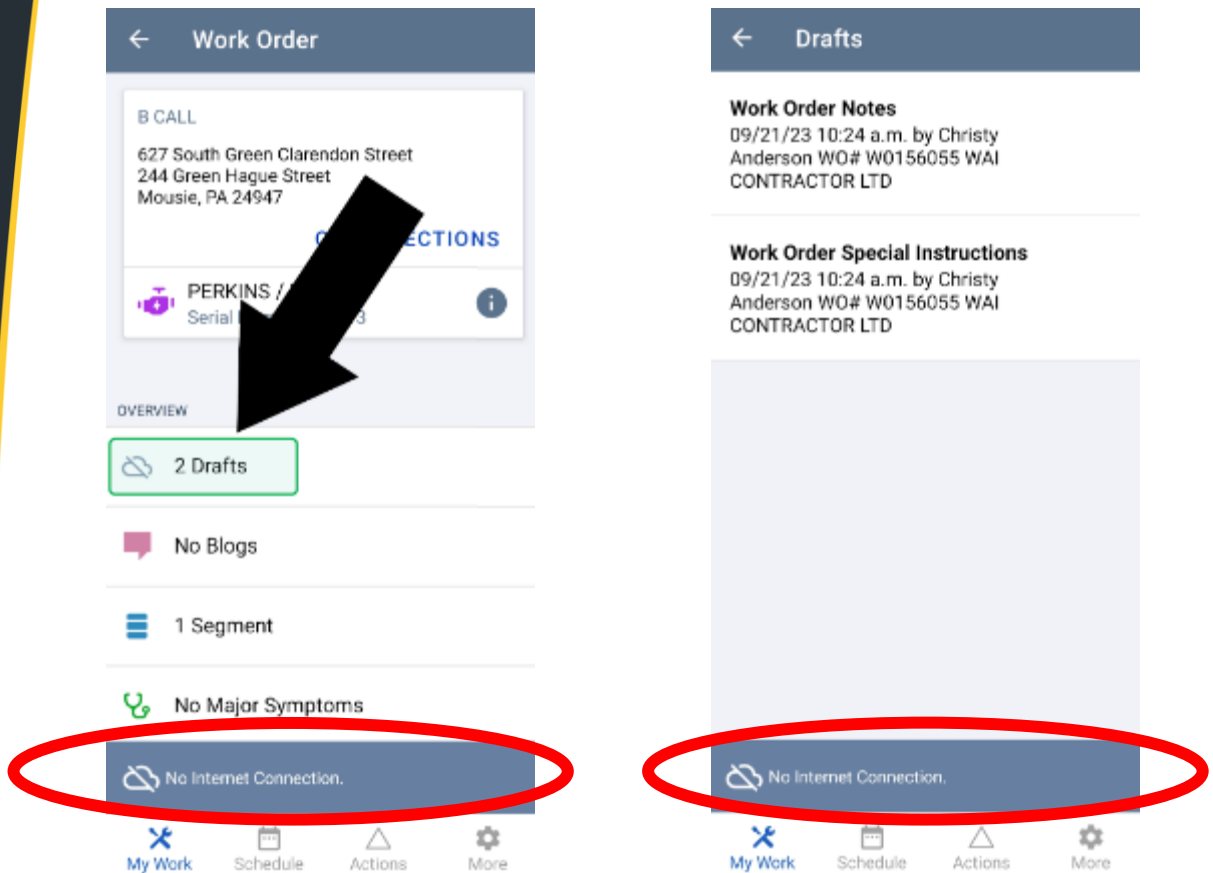 Work Order
B CALL
627 South Green Clarendon Street
244 Green Hague Street
Mousie, PA 24947
PERKINS /
Serial
OVERVIEW
2 Drafts
No Blogs
1 Segment
No Major Symptoms
No Internet Connection.
My Work
Schedule
Actions
More
Drafts
Work Order Notes
09/21/23 10:24 a.m. by Christy
Anderson WO# W0156055 WAI
CONTRACTOR LTD
Work Order Special Instructions
09/21/23 10:24 a.m. by Christy
Anderson WO# W0156055 WAI
CONTRACTOR LTD
No Internet Connection.
My Work
Schedule
Actions
More